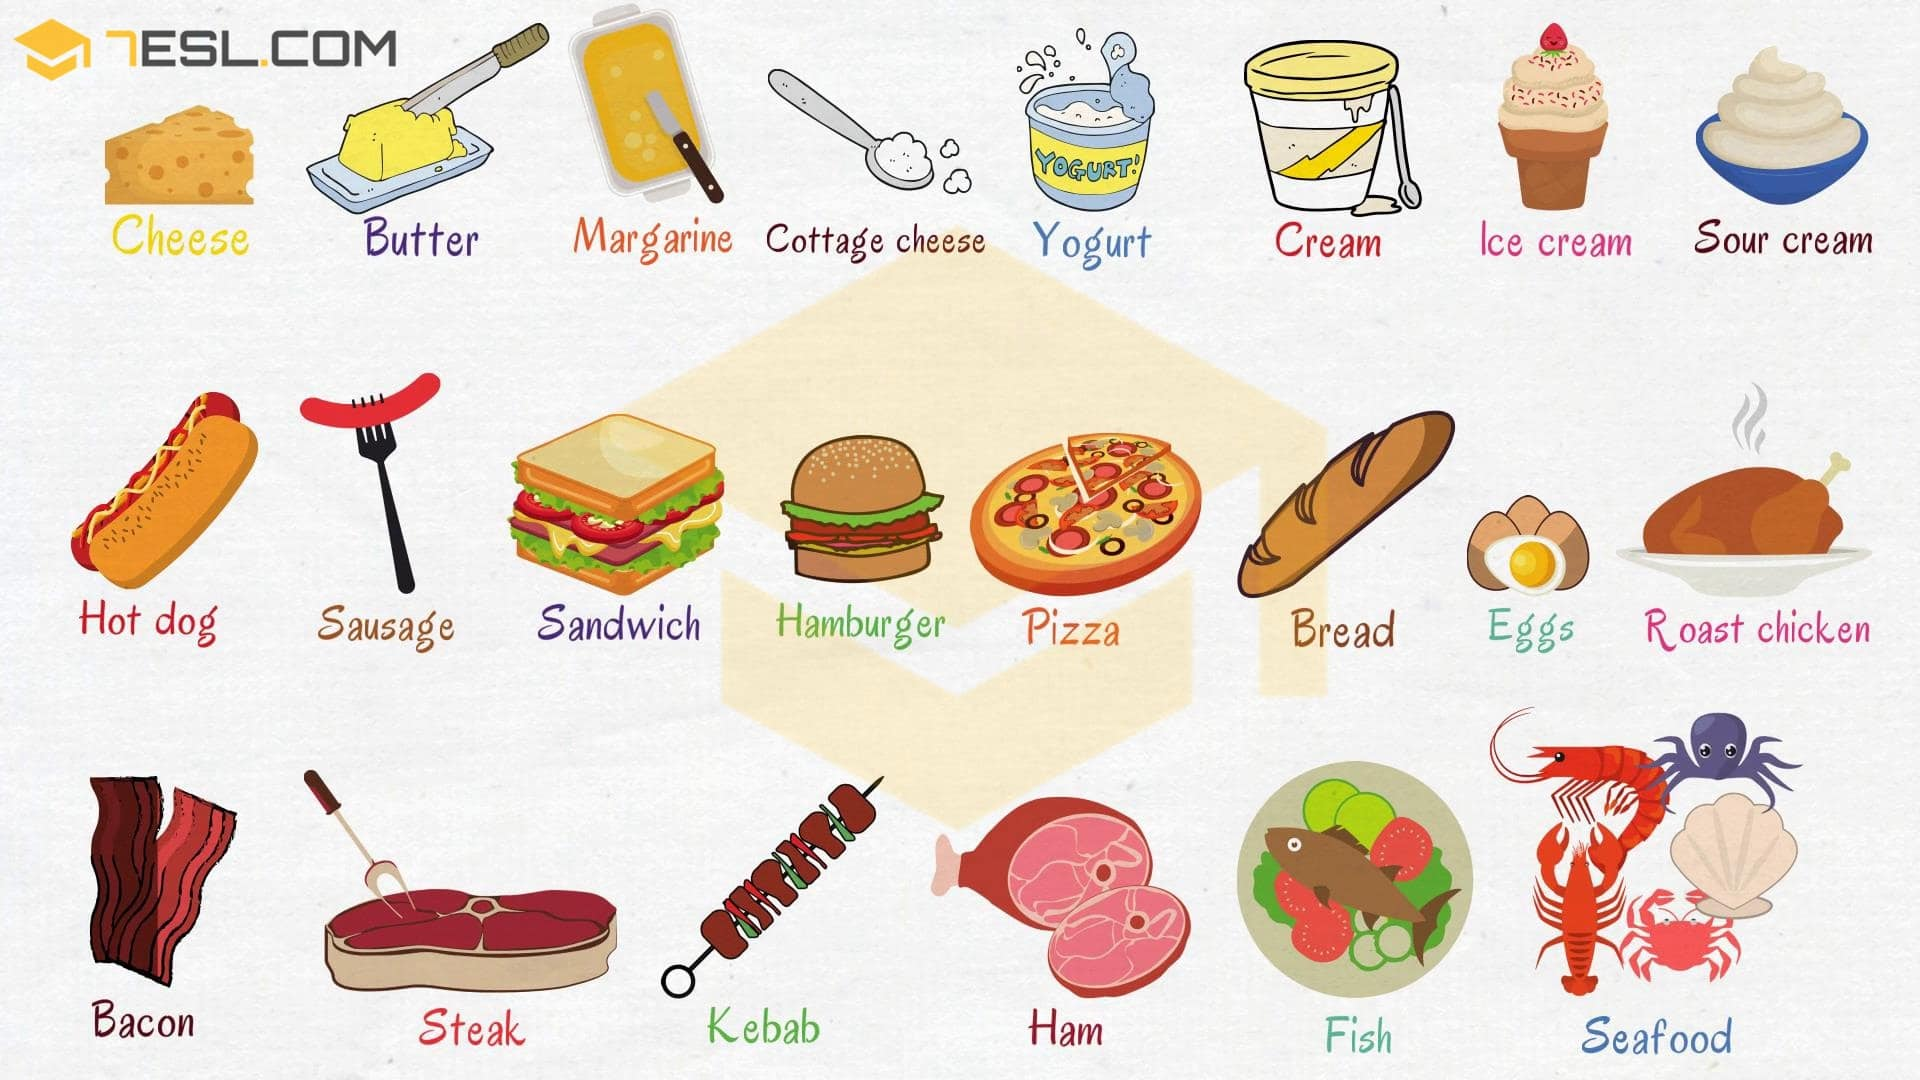 7ESL.COM
YOGURT!
Cheese
Butter
Margarine
Cottage cheese
Yogurt
Cream
Ice cream
Sour cream
Hot dog
Sausage
Sandwich
Hamburger
Pizza
Bread
Eggs
Roast chicken
Bacon
Steak
Kebab
Ham
Fish
Seafood